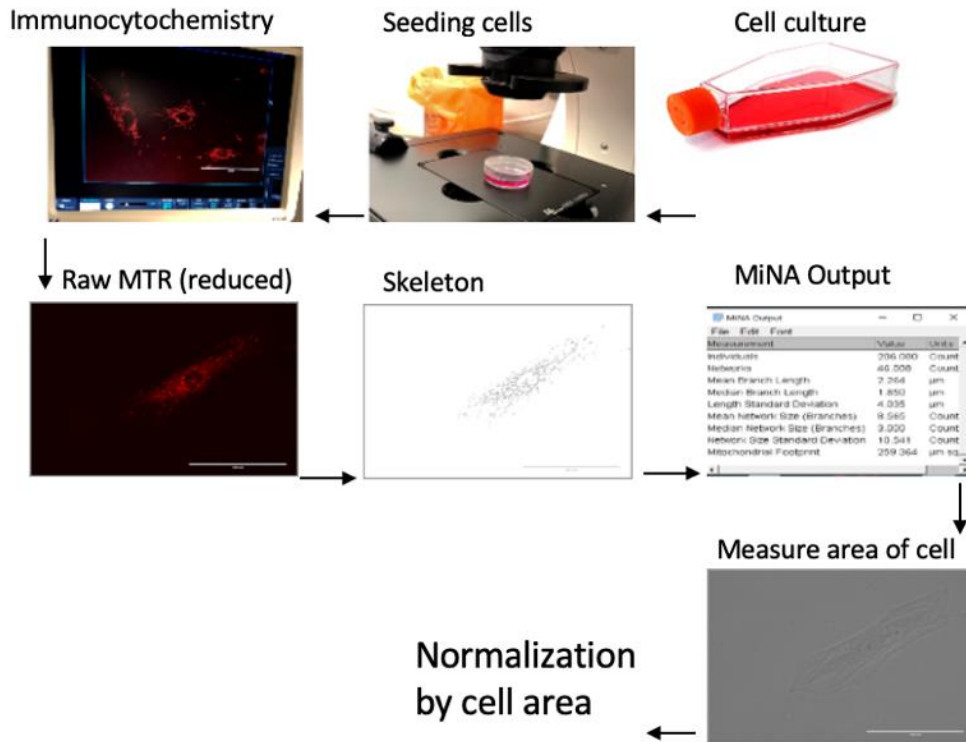 Immunocytochemistry
Seeding cells
Cell culture
Raw MTR (reduced)
Skeleton
MiNA Output
MiNA Output
File Edit Font
Measurement Value Units
Individuals 206.000 Count
Networks 46.000 Count
Mean Branch Length 2.264 µm
Median Branch Length 1.850 µm
Length Standard Deviation 4.035 µm
Mean Network Size (Branches) 8.565 Count
Median Network Size (Branches) 3.000 Count
Network Size Standard Deviation 10.541 Count
Mitochondrial Footprint 259.364 µm sq
Measure area of cell
Normalization
by cell area